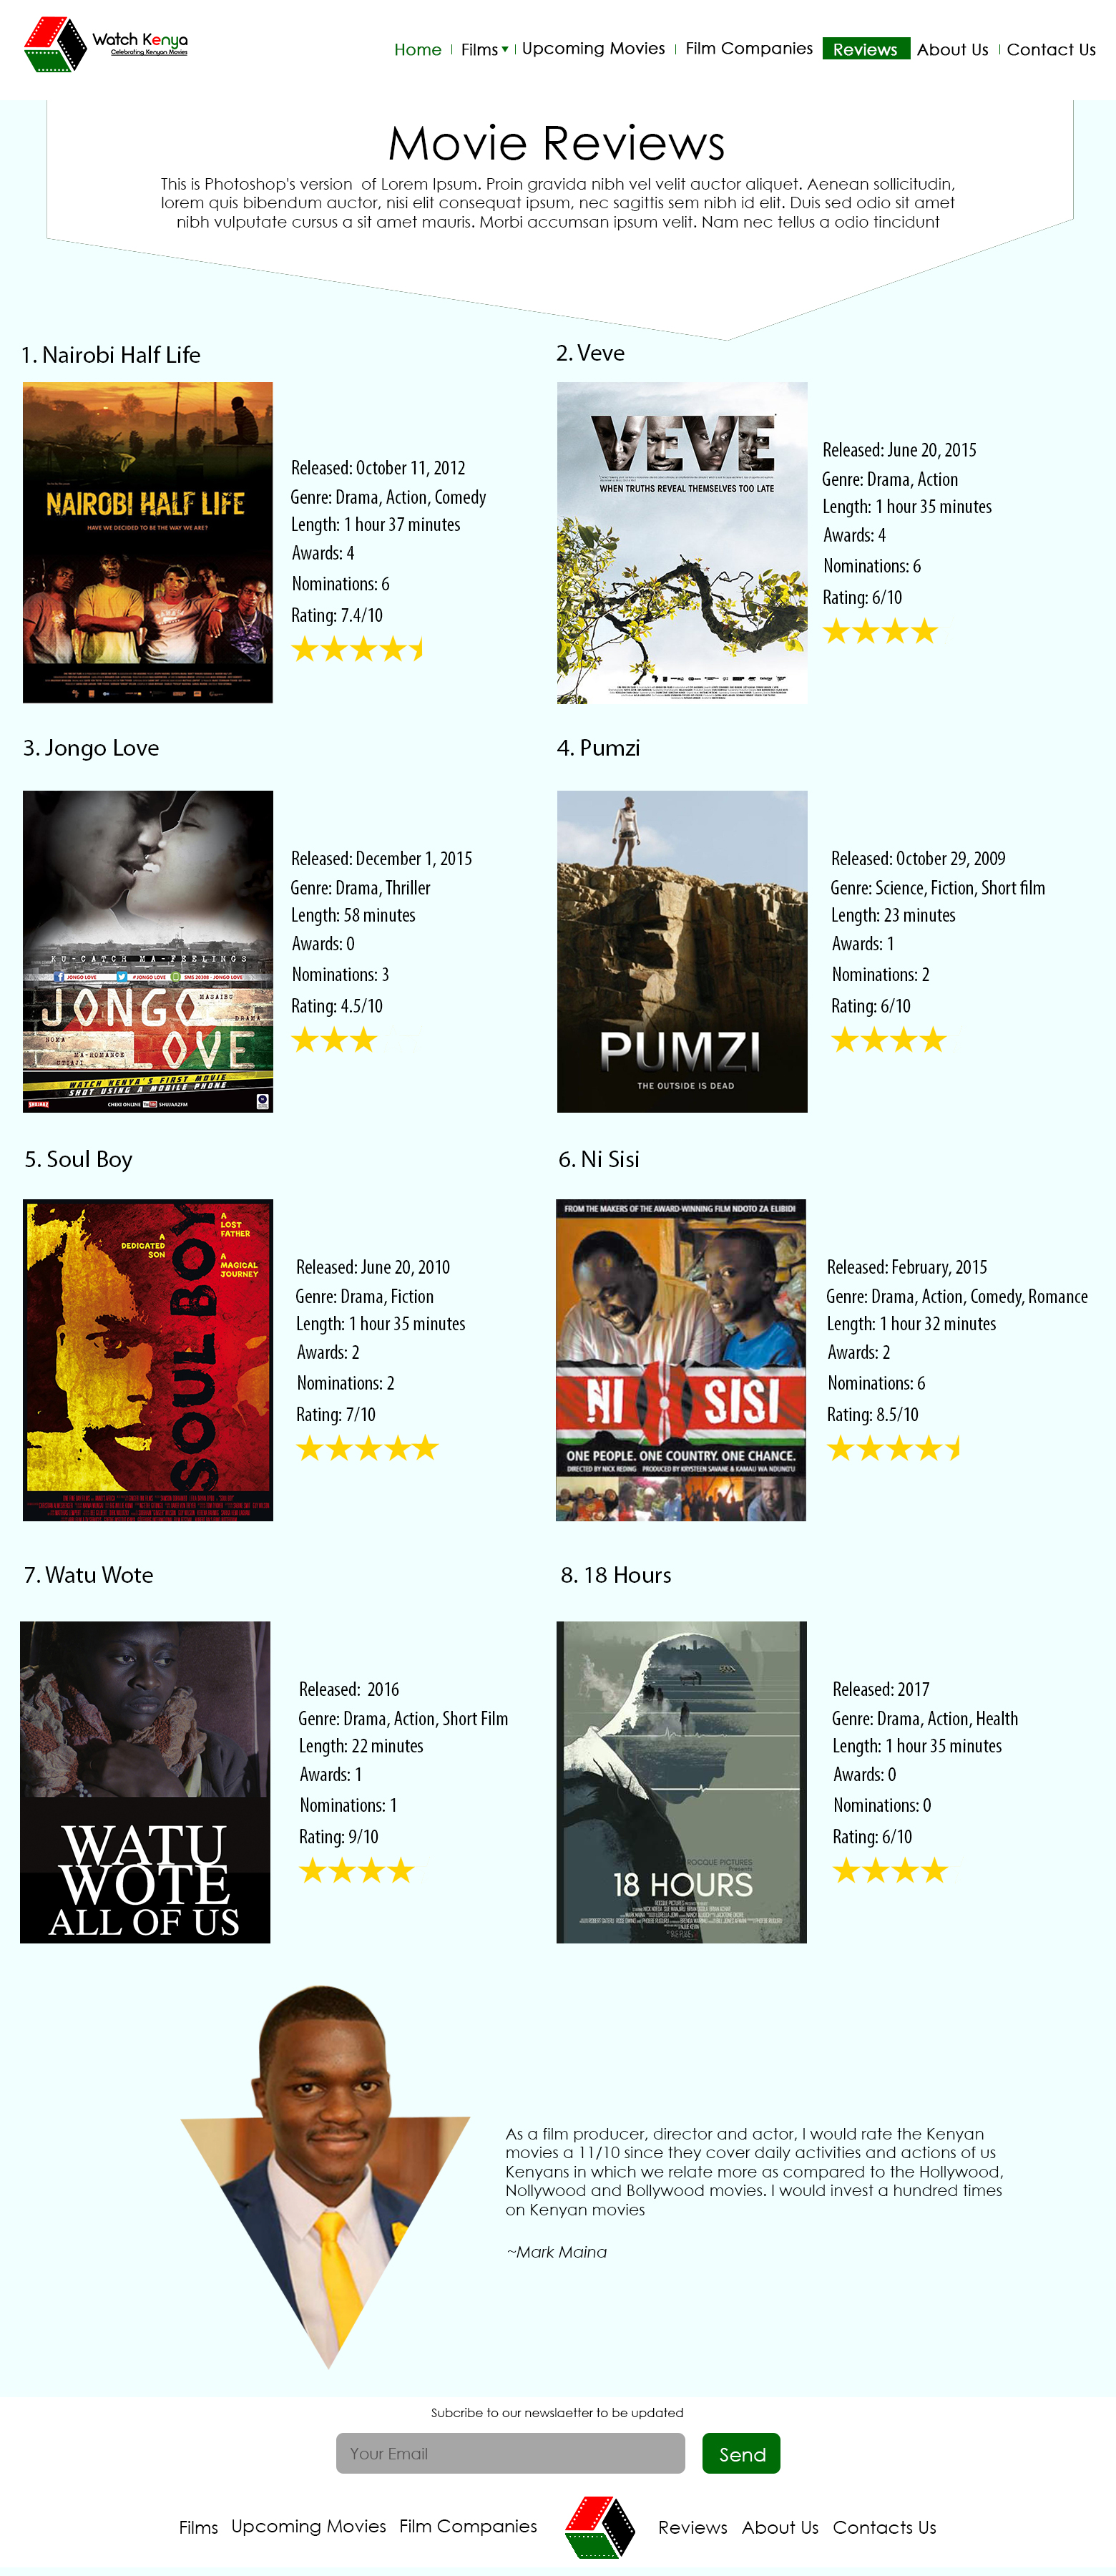 Watch Kenya
Celebrating Kenyan Movies
Home
Films
Upcoming Movies
Film Companies
Reviews
About Us
Contact Us
Movie Reviews
This is Photoshop's version of Lorem Ipsum. Proin gravida nibh vel velit auctor aliquet. Aenean sollicitudin,
lorem quis bibendum auctor, nisi elit consequat ipsum, nec sagittis sem nibh id elit. Duis sed odio sit amet
nibh vulputate cursus a sit amet mauris. Morbi accumsan ipsum velit. Nam nec tellus a odio tincidunt
1. Nairobi Half Life
NAIROBI HALF LIFE
HAVE WE DECIDED TO BE THE WAY WE ARE?
Released: October 11, 2012
Genre: Drama, Action, Comedy
Length: 1 hour 37 minutes
Awards: 4
Nominations: 6
Rating: 7.4/10
2. Veve
VEVE
WHEN TRUTHS REVEAL THEMSELVES TOO LATE
Released: June 20, 2015
Genre: Drama, Action
Length: 1 hour 35 minutes
Awards: 4
Nominations: 6
Rating: 6/10
3. Jongo Love
KU-CATCH MA-FEELINGS
JONGO LOVE
#JONGO LOVE
SMS 20308 - JONGO LOVE
JONGO
MASAIBU
DRAMA
NOMA
MA-ROMANCE
UTIAJI
LOVE
WATCH KENYA'S FIRST MOVIE
SHOT USING A MOBILE PHONE
SHUJAAZ
CHEKI ONLINE
YouTube
SHUJAAZFM
Released: December 1, 2015
Genre: Drama, Thriller
Length: 58 minutes
Awards: 0
Nominations: 3
Rating: 4.5/10
4. Pumzi
PUMZI
THE OUTSIDE IS DEAD
Released: October 29, 2009
Genre: Science, Fiction, Short film
Length: 23 minutes
Awards: 1
Nominations: 2
Rating: 6/10
5. Soul Boy
A
DEDICATED
SON
A
LOST
FATHER
A
MAGICAL
JOURNEY
SOUL BOY
Released: June 20, 2010
Genre: Drama, Fiction
Length: 1 hour 35 minutes
Awards: 2
Nominations: 2
Rating: 7/10
6. Ni Sisi
FROM THE MAKERS OF THE AWARD-WINNING FILM NDOTO ZA ELIBIDI
NI SISI
ONE PEOPLE. ONE COUNTRY. ONE CHANCE.
DIRECTED BY NICK REDING PRODUCED BY KRYSTEEN SAVANE & KAMAU WA NDUNG'U
Released: February, 2015
Genre: Drama, Action, Comedy, Romance
Length: 1 hour 32 minutes
Awards: 2
Nominations: 6
Rating: 8.5/10
7. Watu Wote
WATU
WOTE
ALL OF US
Released: 2016
Genre: Drama, Action, Short Film
Length: 22 minutes
Awards: 1
Nominations: 1
Rating: 9/10
8. 18 Hours
ROCQUE PICTURES
Presents
18 HOURS
Released: 2017
Genre: Drama, Action, Health
Length: 1 hour 35 minutes
Awards: 0
Nominations: 0
Rating: 6/10
As a film producer, director and actor, I would rate the Kenyan
movies a 11/10 since they cover daily activities and actions of us
Kenyans in which we relate more as compared to the Hollywood,
Nollywood and Bollywood movies. I would invest a hundred times
on Kenyan movies
~Mark Maina
Subcribe to our newslaetter to be updated
Your Email
Send
Films
Upcoming Movies
Film Companies
Reviews
About Us
Contacts Us